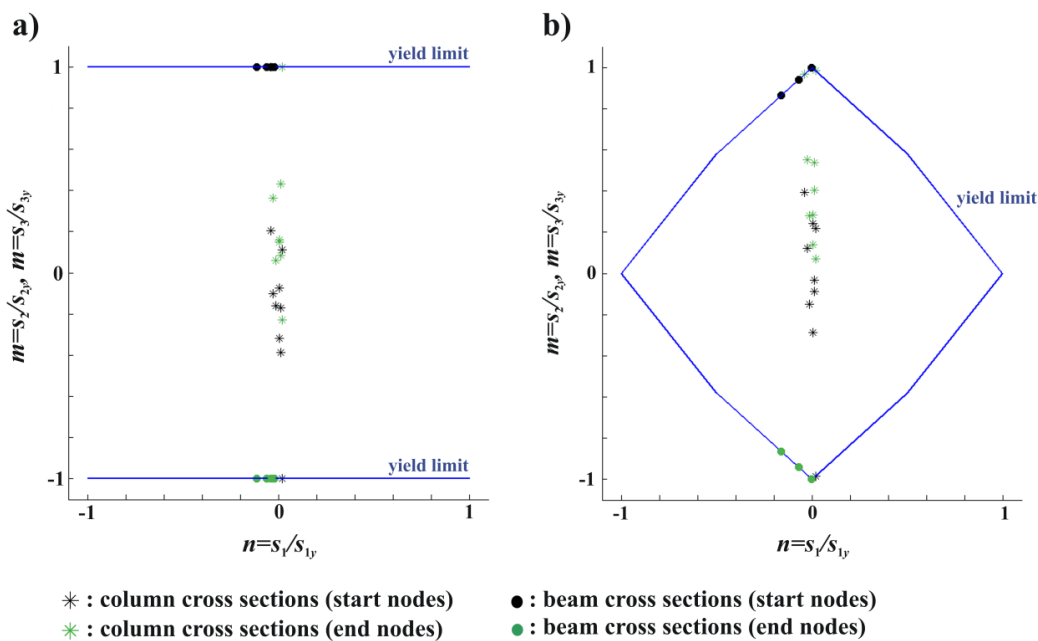 a)
b)
yield limit
1
0
-1
yield limit
-1
0
1
m=s2/s2y, m=s3/s3y
n=s1/s1y
1
0
-1
yield limit
-1
0
1
m=s2/s2y, m=s3/s3y
n=s1/s1y
✳ : column cross sections (start nodes)
● : beam cross sections (start nodes)
✳ : column cross sections (end nodes)
● : beam cross sections (end nodes)